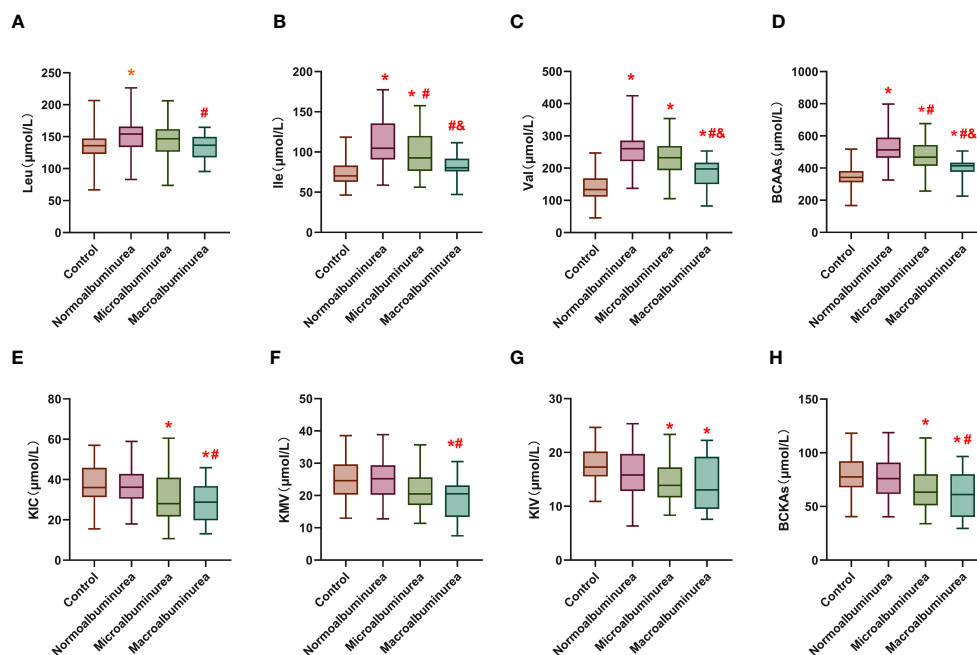 A
Leu (μmol/L)
250
200
150
100
50
0
*
#
Control
Normoalbuminurea
Microalbuminurea
Macroalbuminurea
B
Ile (μmol/L)
200
150
100
50
0
*
* #
#&
Control
Normoalbuminurea
Microalbuminurea
Macroalbuminurea
C
Val (μmol/L)
500
400
300
200
100
0
*
*
*#&
Control
Normoalbuminurea
Microalbuminurea
Macroalbuminurea
D
BCAAs (μmol/L)
1000
800
600
400
200
0
*
*#
*#&
Control
Normoalbuminurea
Microalbuminurea
Macroalbuminurea
E
KIC (μmol/L)
80
60
40
20
0
*
*#
Control
Normoalbuminurea
Microalbuminurea
Macroalbuminurea
F
KMV (μmol/L)
50
40
30
20
10
0
*#
Control
Normoalbuminurea
Microalbuminurea
Macroalbuminurea
G
KIV (μmol/L)
30
20
10
0
*
*
Control
Normoalbuminurea
Microalbuminurea
Macroalbuminurea
H
BCKAs (μmol/L)
150
100
50
0
*
* #
Control
Normoalbuminurea
Microalbuminurea
Macroalbuminurea